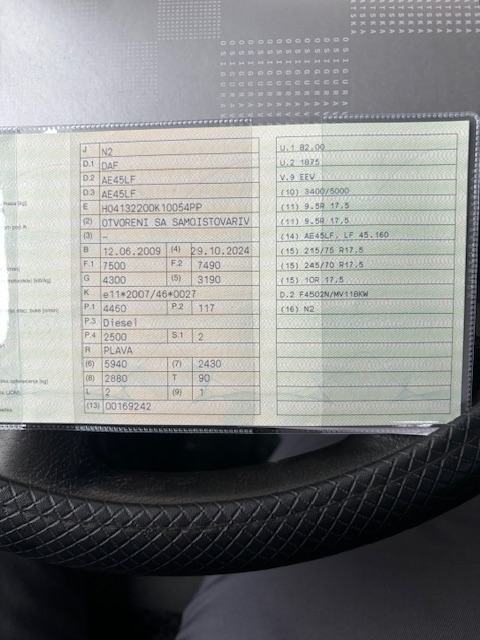 OSIGURA
J N2
D.1 DAF
D.2 AE45LF
D.3 AE45LF
E H04132200K10054PP
(2) OTVORENI SA SAMOISTOVARIV
(3) –
B 12.06.2009 (4) 29.10.2024
F.1 7500 F.2 7490
G 4300 (5) 3190
K e11*2007/46*0027
P.1 4460 P.2 117
P.3 Diesel
P.4 2500 S.1 2
R PLAVA
(6) 5940 (7) 2430
(8) 2880 T 90
L 2 (9) 1
(13) 00169242
U.1 82.00
U.2 1875
V.9 EEV
(10) 3400/5000
(11) 9.5R 17,5
(11) 9.5R 17,5
(14) AE45LF, LF 45.160
(15) 215/75 R17,5
(15) 245/70 R17,5
(15) 10R 17,5
D.2 F4502N/MV11BKW
(16) N2